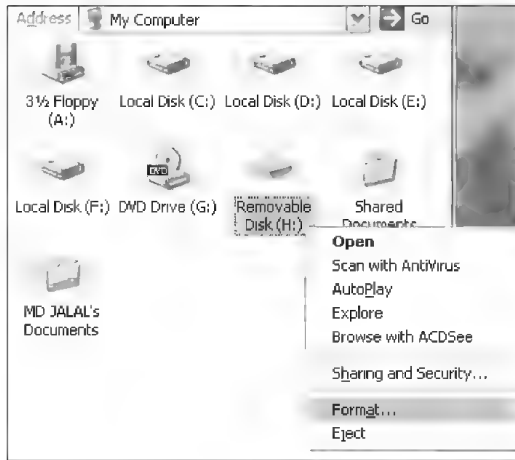 Address My Computer Go
3½ Floppy (A:)
Local Disk (C:)
Local Disk (D:)
Local Disk (E:)
Local Disk (F:)
DVD Drive (G:)
Removable Disk (H:)
Shared Documents
MD JALAL's Documents
Open
Scan with AntiVirus
AutoPlay
Explore
Browse with ACDSee
Sharing and Security...
Format...
Eject